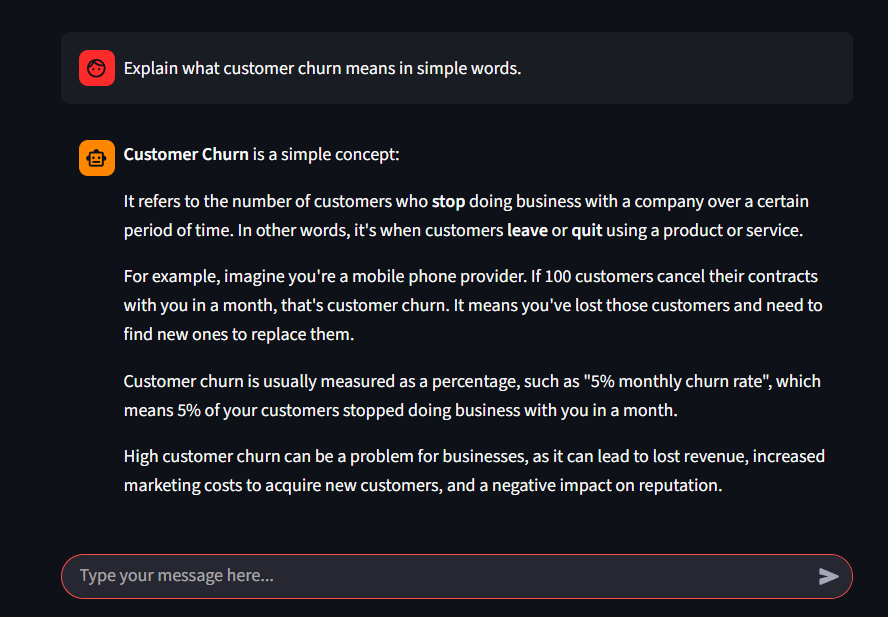 Explain what customer churn means in simple words.
Customer Churn is a simple concept:
It refers to the number of customers who stop doing business with a company over a certain
period of time. In other words, it's when customers leave or quit using a product or service.
For example, imagine you're a mobile phone provider. If 100 customers cancel their contracts
with you in a month, that's customer churn. It means you've lost those customers and need to
find new ones to replace them.
Customer churn is usually measured as a percentage, such as "5% monthly churn rate", which
means 5% of your customers stopped doing business with you in a month.
High customer churn can be a problem for businesses, as it can lead to lost revenue, increased
marketing costs to acquire new customers, and a negative impact on reputation.
Type your message here...